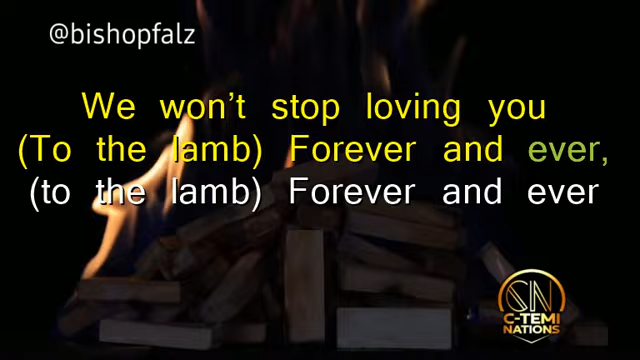 @bishopfalz
We won't stop loving you
(To the lamb) Forever and ever,
(to the lamb) Forever and ever
C-TEMI
NATIONS